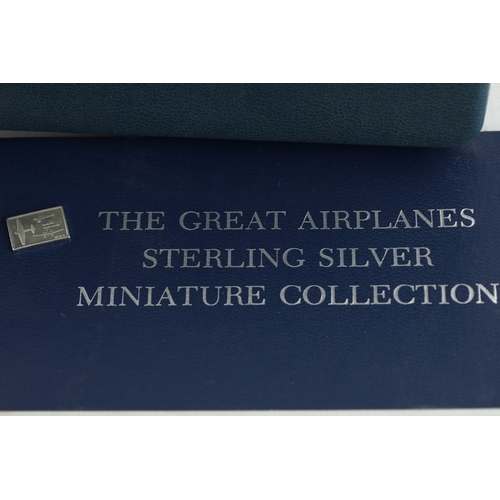 THE GREAT AIRPLANES
STERLING SILVER
MINIATURE COLLECTION